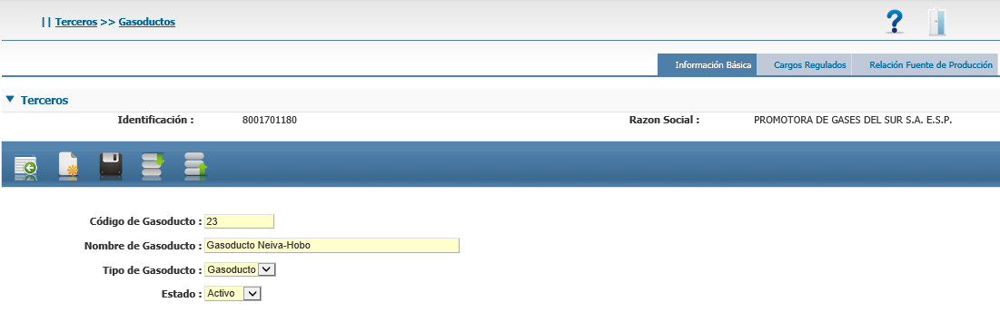 || Terceros >> Gasoductos
Información Básica Cargos Regulados Relación Fuente de Producción
Terceros
Identificación : 8001701180 Razon Social : PROMOTORA DE GASES DEL SUR S.A. E.S.P.
Código de Gasoducto : 23
Nombre de Gasoducto : Gasoducto Neiva-Hobo
Tipo de Gasoducto : Gasoducto
Estado : Activo